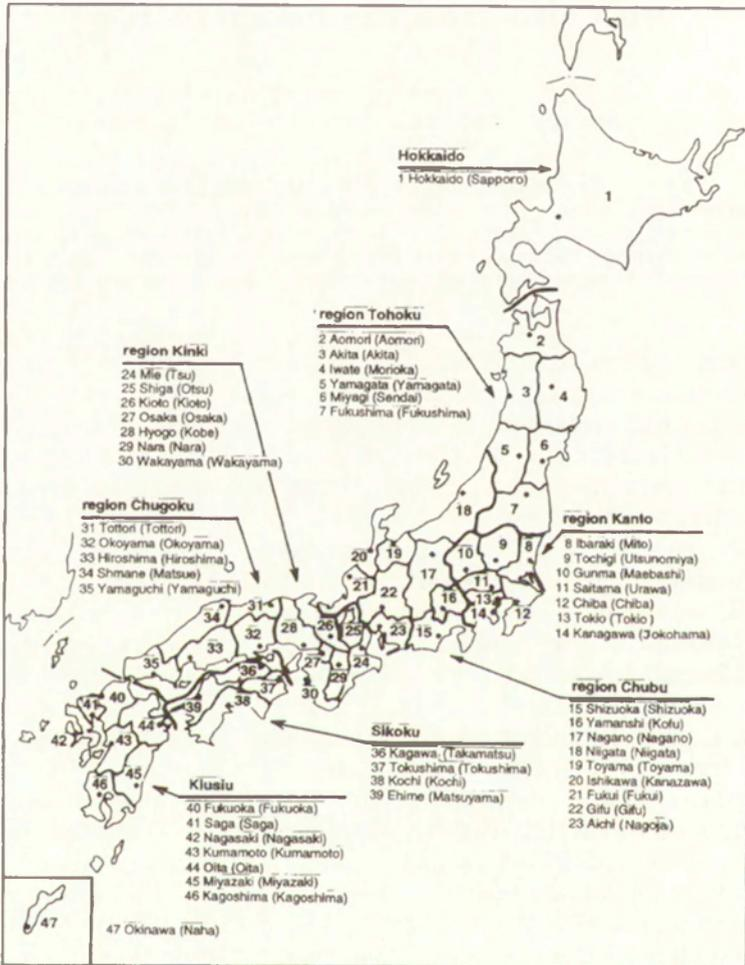 Hokkaido
1 Hokkaido (Sapporo)
1
region Tohoku
2 Aomori (Aomori)
3 Akita (Akita)
4 Iwate (Morioka)
5 Yamagata (Yamagata)
6 Miyagi (Sendai)
7 Fukushima (Fukushima)
2
3
4
5
6
7
region Kinki
24 Mie (Tsu)
25 Shiga (Otsu)
26 Kioto (Kioto)
27 Osaka (Osaka)
28 Hyogo (Kobe)
29 Nara (Nara)
30 Wakayama (Wakayama)
region Chugoku
31 Tottori (Tottori)
32 Okoyama (Okoyama)
33 Hiroshima (Hiroshima)
34 Shmane (Matsue)
35 Yamaguchi (Yamaguchi)
region Kanto
8 Ibaraki (Mito)
9 Tochigi (Utsunomiya)
10 Gunma (Maebashi)
11 Saitama (Urawa)
12 Chiba (Chiba)
13 Tokio (Tokio)
14 Kanagawa (Jokohama)
18
20
19
17
10
9
8
21
22
16
11
13
14
12
34
31
28
26
25
23
15
33
32
27
24
35
36
29
37
30
40
39
38
41
44
42
43
45
46
region Chubu
15 Shizuoka (Shizuoka)
16 Yamanshi (Kofu)
17 Nagano (Nagano)
18 Niigata (Niigata)
19 Toyama (Toyama)
20 Ishikawa (Kanazawa)
21 Fukui (Fukui)
22 Gifu (Gifu)
23 Aichi (Nagoja)
Sikoku
36 Kagawa (Takamatsu)
37 Tokushima (Tokushima)
38 Kochi (Kochi)
39 Ehime (Matsuyama)
Kiusiu
40 Fukuoka (Fukuoka)
41 Saga (Saga)
42 Nagasaki (Nagasaki)
43 Kumamoto (Kumamoto)
44 Oita (Oita)
45 Miyazaki (Miyazaki)
46 Kagoshima (Kagoshima)
47
47 Okinawa (Naha)